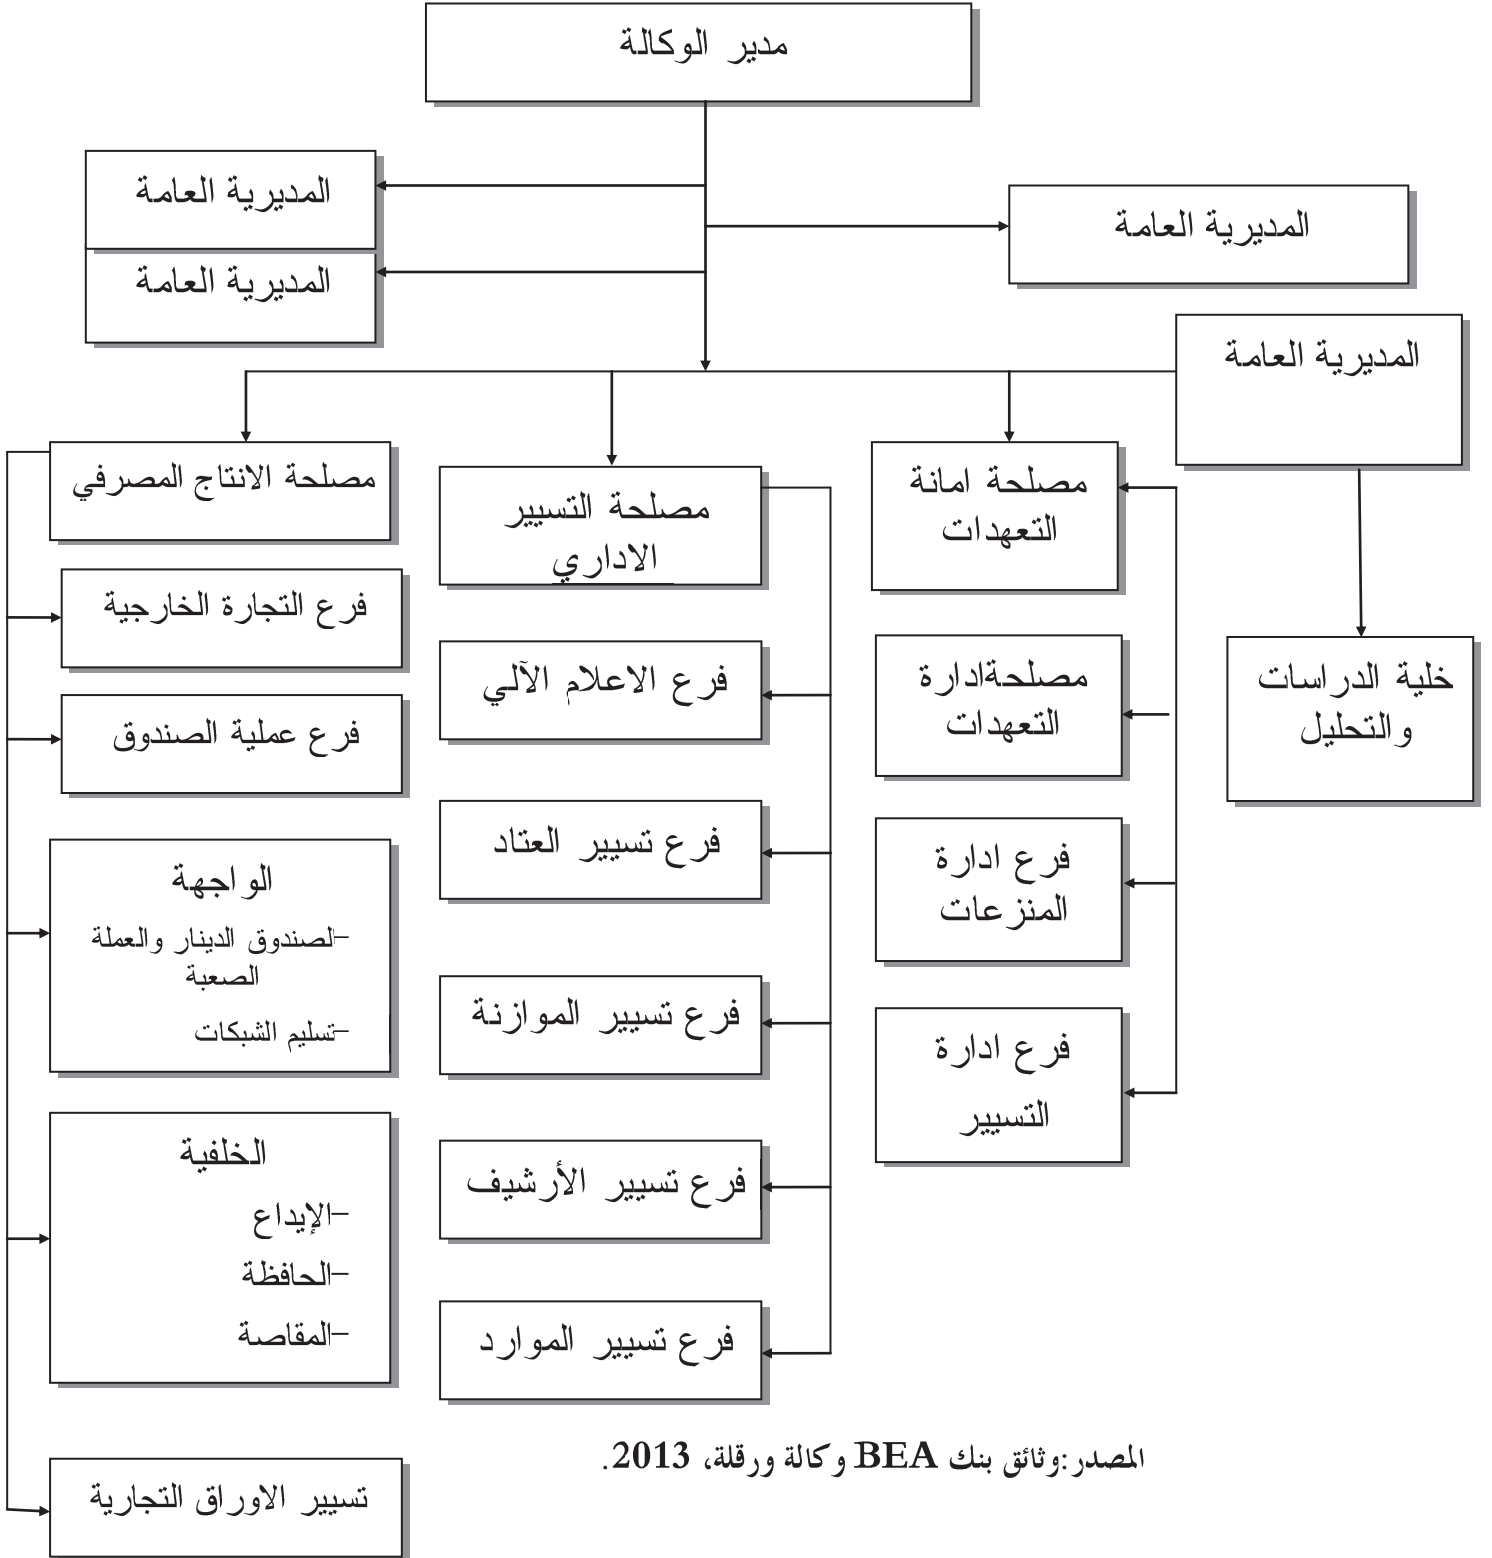 مدير الوكالة
المديرية العامة
المديرية العامة
المديرية العامة
المديرية العامة
مصلحة امانة
التعهدات
مصلحةادارة
التعهدات
فرع ادارة
المنزعات
فرع ادارة
التسيير
خلية الدراسات
والتحليل
مصلحة التسيير
الاداري
فرع الاعلام الآلي
فرع تسيير العتاد
فرع تسيير الموازنة
فرع تسيير الأرشيف
فرع تسيير الموارد
مصلحة الانتاج المصرفي
فرع التجارة الخارجية
فرع عملية الصندوق
الواجهة
-لصندوق الدينار والعملة
الصعبة
-تسليم الشبكات
الخلفية
-الإيداع
-الحافظة
-المقاصة
تسيير الاوراق التجارية
المصدر:وثائق بنك BEA وكالة ورقلة، 2013.